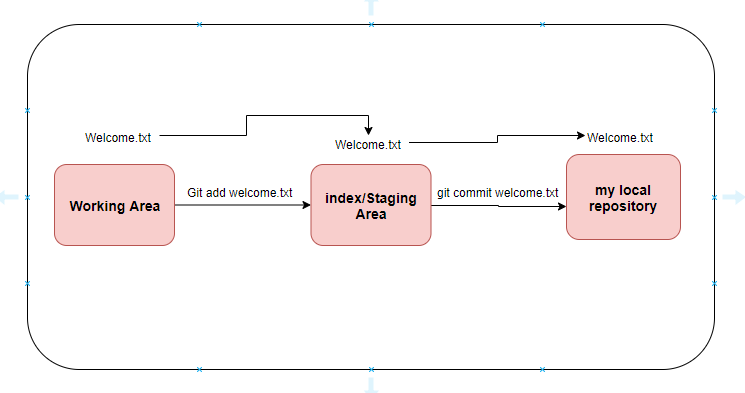 Welcome.txt
Welcome.txt
Welcome.txt
Working Area
Git add welcome.txt
index/Staging
Area
git commit welcome.txt
my local
repository